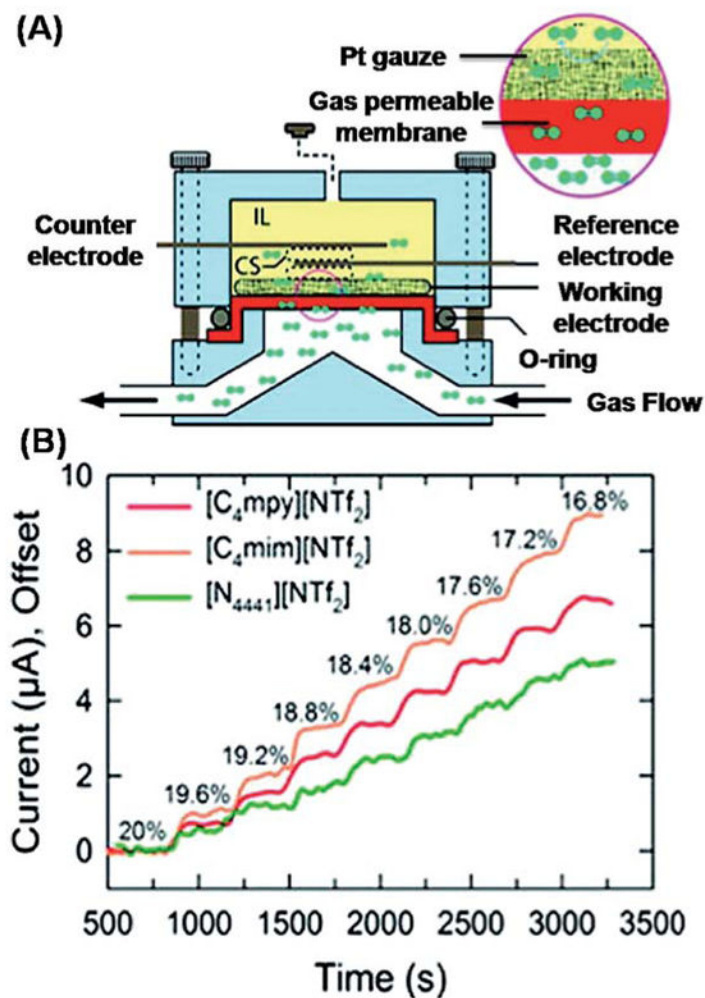 (A)
Pt gauze
Gas permeable
membrane
IL
Counter
electrode
CS
Reference
electrode
Working
electrode
O-ring
Gas Flow
(B)
10
8
6
4
2
0
Current (μA), Offset
[C₄mpy][NTf₂]
[C₄mim][NTf₂]
[N₄₄₄₁][NTf₂]
20%
19.6%
19.2%
18.8%
18.4%
18.0%
17.6%
17.2%
16.8%
500 1000 1500 2000 2500 3000 3500
Time (s)